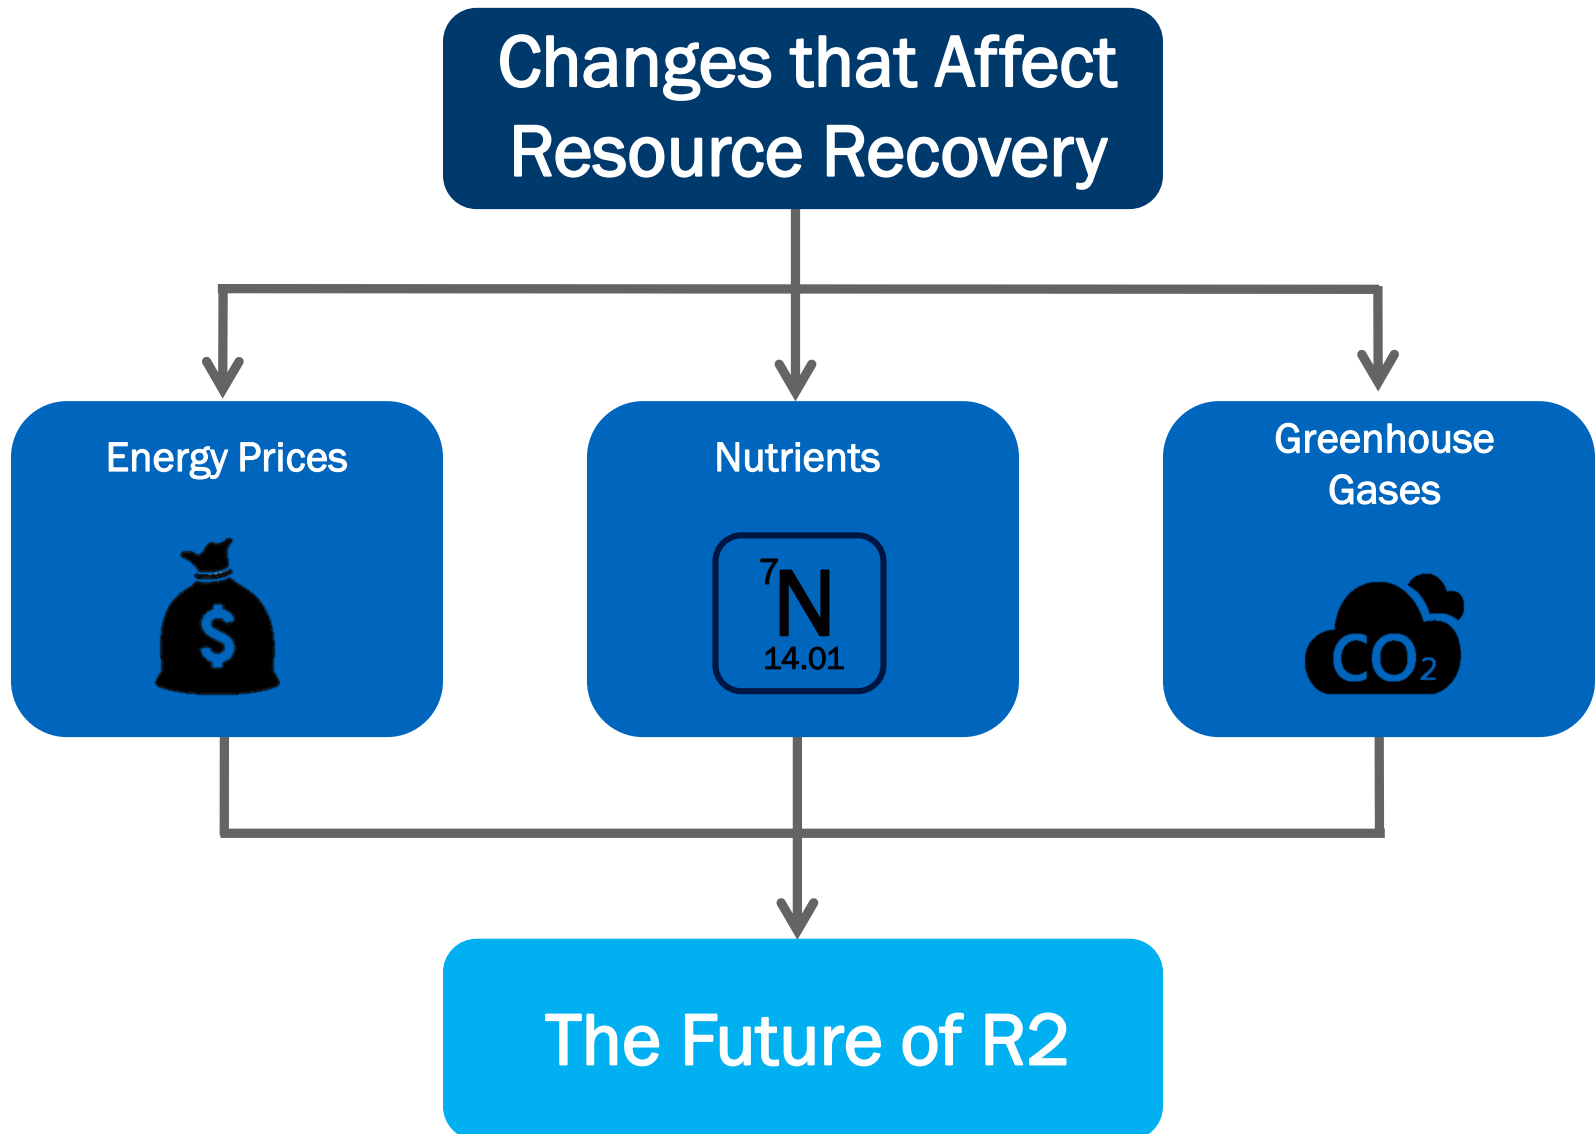 Changes that Affect
Resource Recovery
Energy Prices
Nutrients
Greenhouse
Gases
$
7
N
14.01
CO₂
The Future of R2